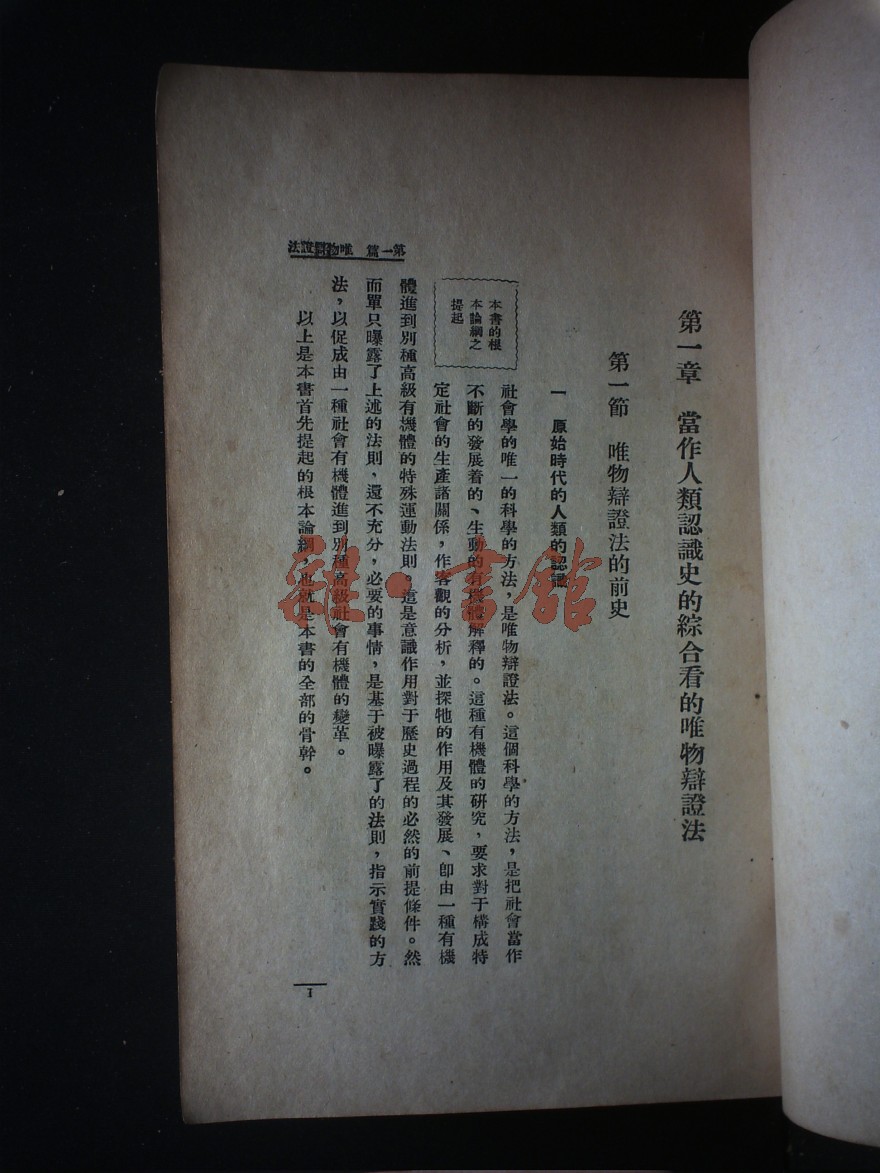 第一章 當作人類認識史的綜合看的唯物辯證法
第一節 唯物辯證法的前史
一 原始時代的人類的認識
本書的根
本論綱之
提起
社會學的唯一的科學的方法，是唯物辯證法。這個科學的方法，是把社會當作
不斷的發展着的、生動的有機體解釋的。這種有機體的研究，要求對于構成特
定社會的生產諸關係，作客觀的分析，並探牠的作用及其發展、卽由一種有機
體進到別種高級有機體的特殊運動法則。這是意識作用對于歷史過程的必然的前提條件。然
而單只曝露了上述的法則，還不充分，必要的事情，是基于被曝露了的法則，指示實踐的方
法，以促成由一種社會有機體進到別種高級社會有機體的變革。
以上是本書首先提起的根本論綱，也就是本書的全部的骨幹。
第一篇 唯物辯證法
1
雜·書館